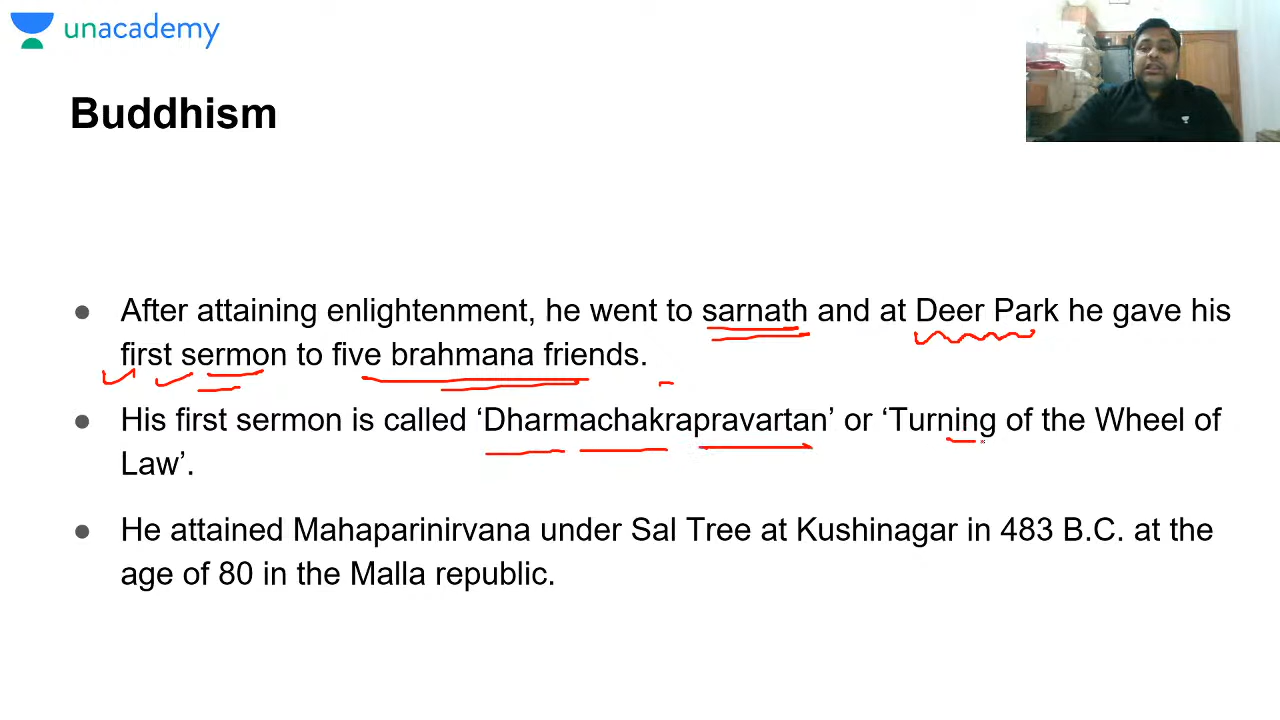 unacademy
Buddhism
● After attaining enlightenment, he went to sarnath and at Deer Park he gave his
first sermon to five brahmana friends.
● His first sermon is called ‘Dharmachakrapravartan’ or ‘Turning of the Wheel of
Law’.
● He attained Mahaparinirvana under Sal Tree at Kushinagar in 483 B.C. at the
age of 80 in the Malla republic.